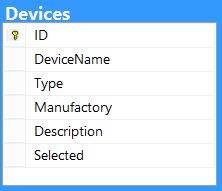 Devices
ID
DeviceName
Type
Manufactory
Description
Selected